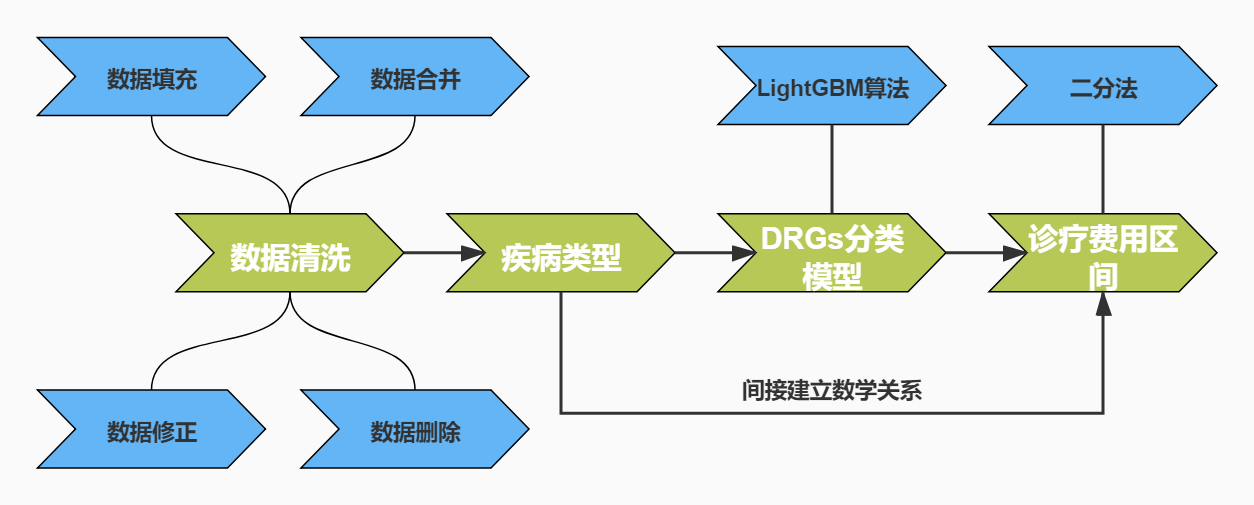 数据填充
数据合并
LightGBM算法
二分法
数据清洗
疾病类型
DRGs分类
模型
诊疗费用区
间
间接建立数学关系
数据修正
数据删除